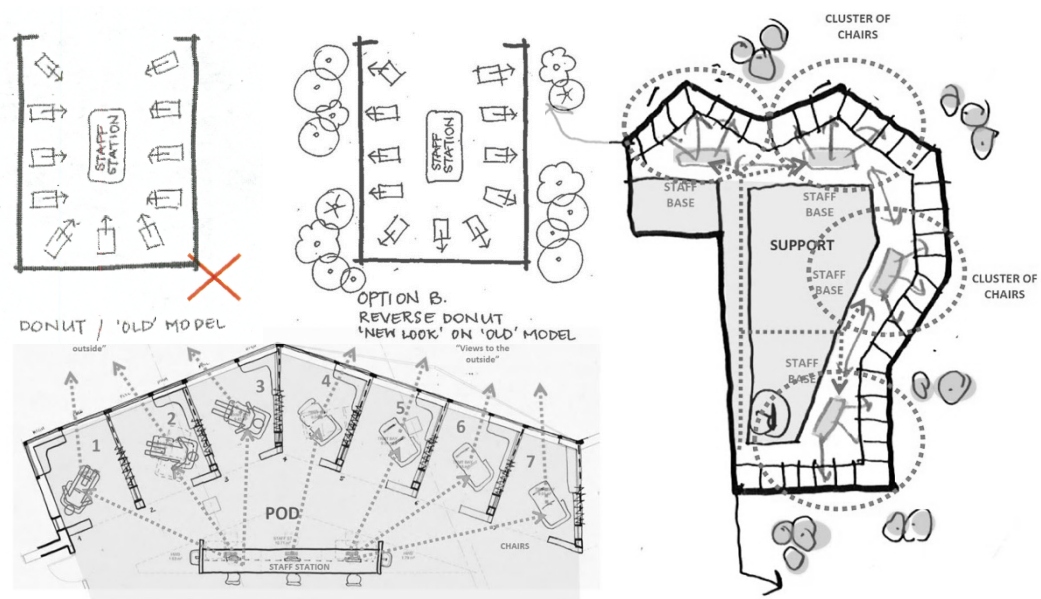 STAFF
STATION
DONUT / 'OLD' MODEL
STAFF
STATION
OPTION B.
REVERSE DONUT
'NEW LOOK' ON 'OLD' MODEL
CLUSTER OF
CHAIRS
STAFF
BASE
STAFF
BASE
SUPPORT
STAFF
BASE
CLUSTER OF
CHAIRS
STAFF
BASE
outside"
"Views to the
outside"
1
2
3
4
5
6
7
POD
CHAIRS
STAFF STATION